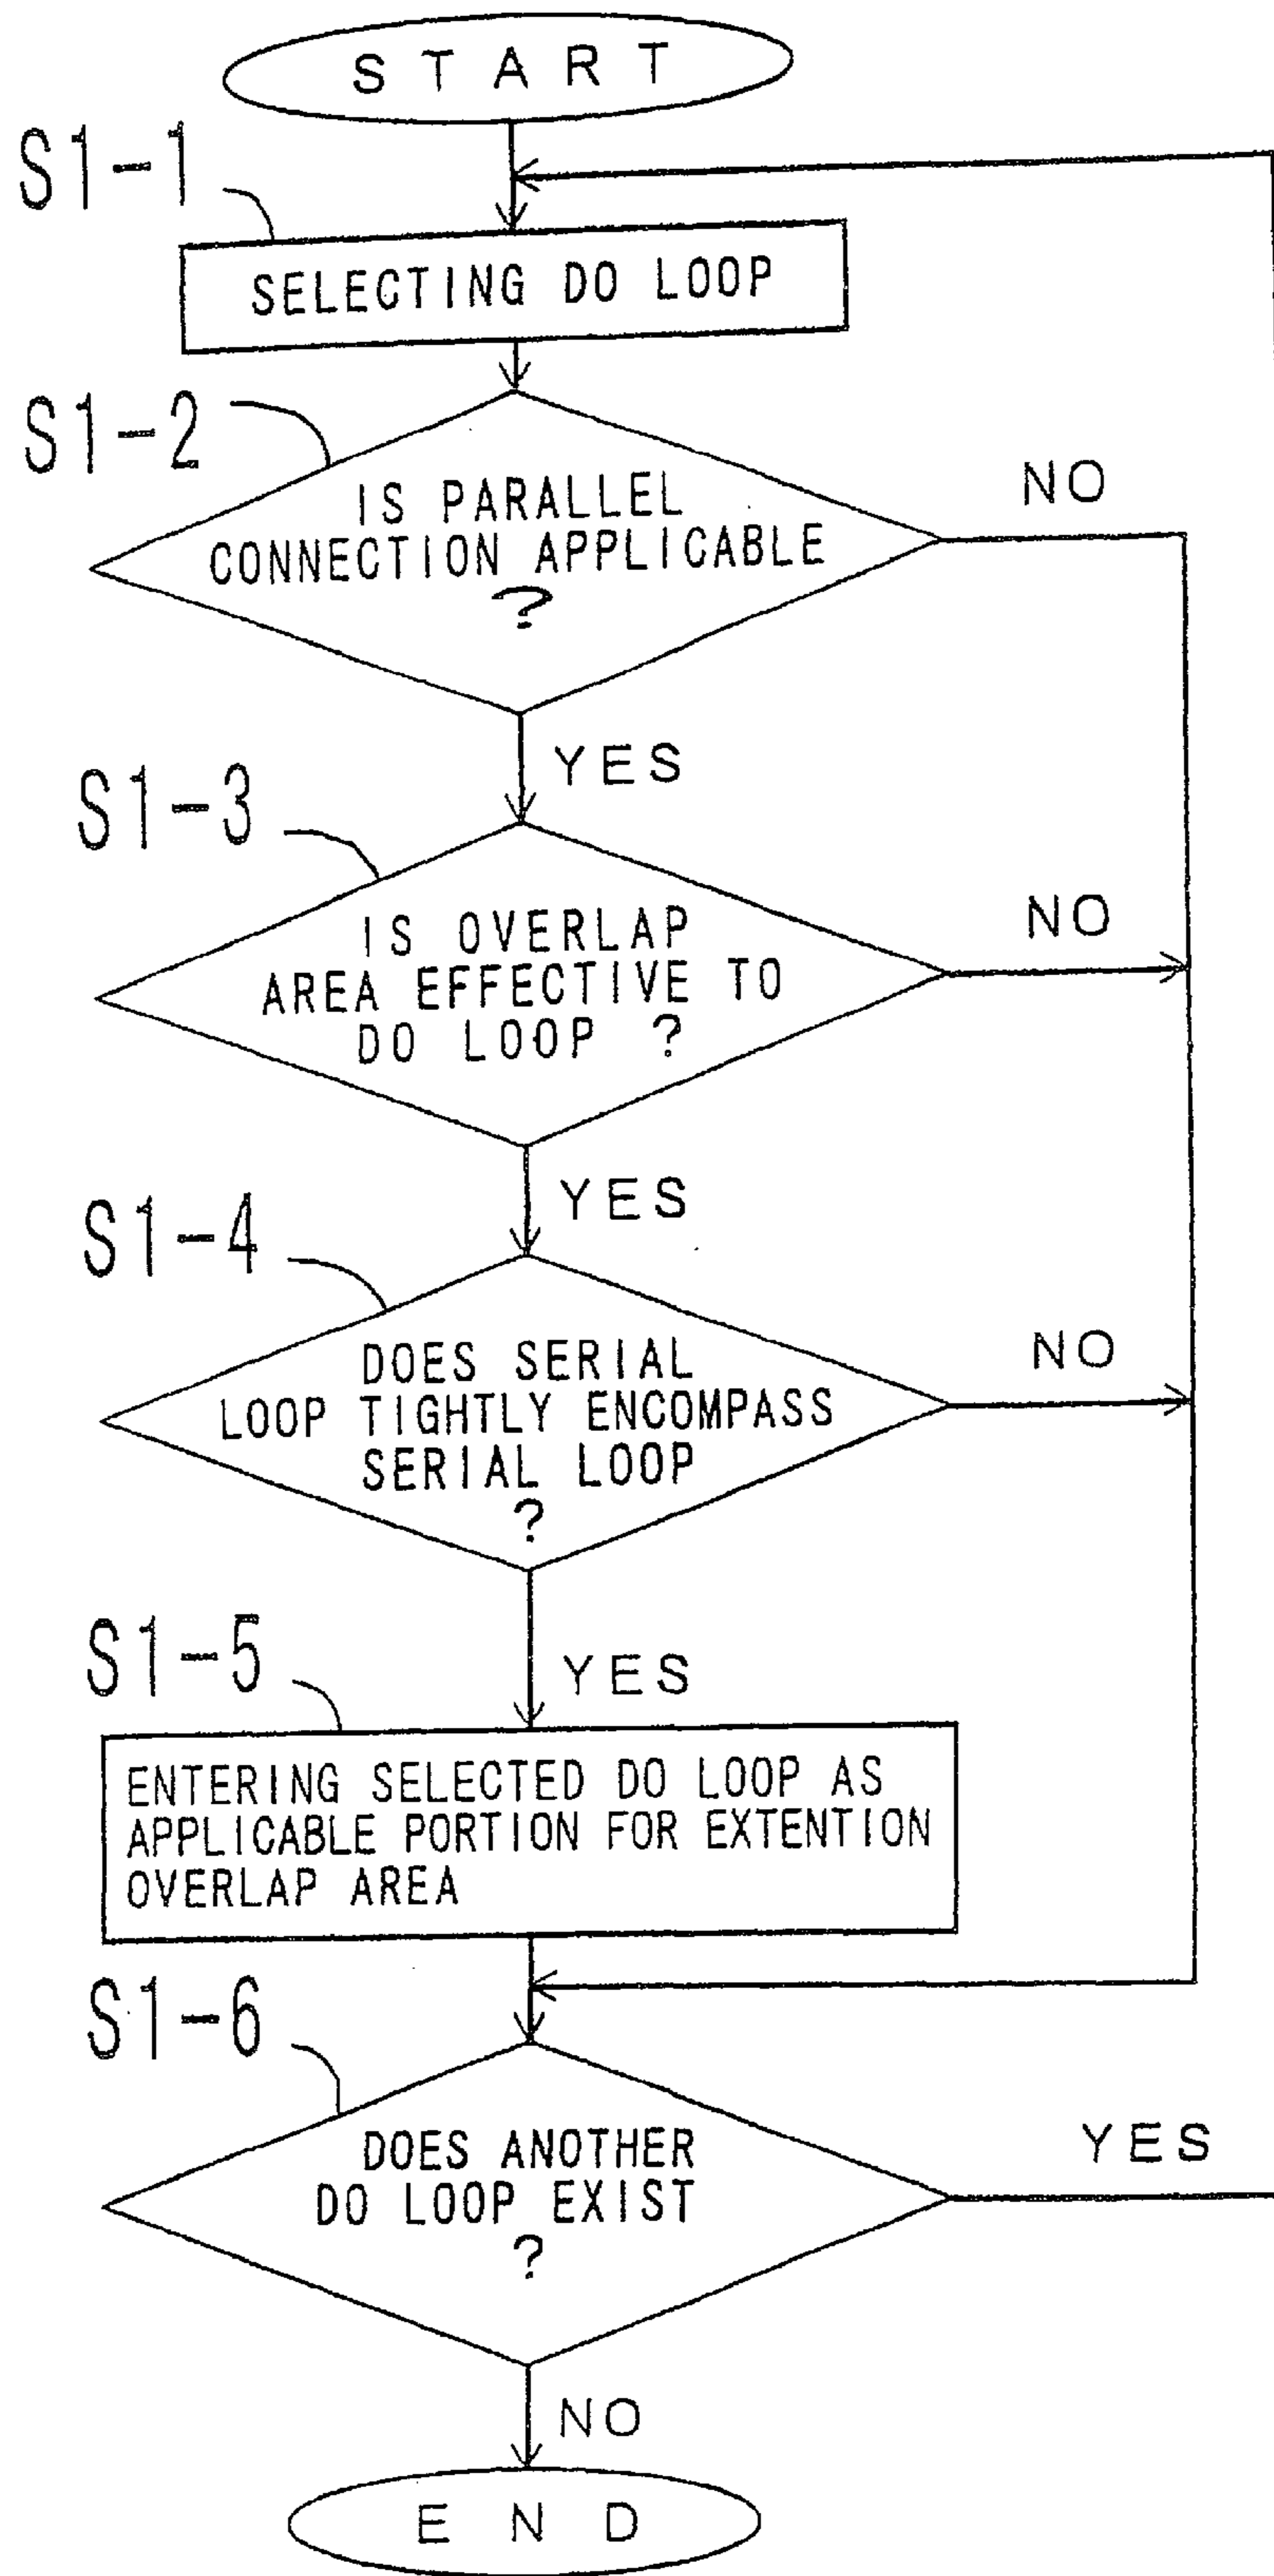 START
S1-1
SELECTING DO LOOP
S1-2
IS PARALLEL
CONNECTION APPLICABLE
?
NO
YES
S1-3
IS OVERLAP
AREA EFFECTIVE TO
DO LOOP ?
NO
YES
S1-4
DOES SERIAL
LOOP TIGHTLY ENCOMPASS
SERIAL LOOP
?
NO
YES
S1-5
ENTERING SELECTED DO LOOP AS
APPLICABLE PORTION FOR EXTENTION
OVERLAP AREA
S1-6
DOES ANOTHER
DO LOOP EXIST
?
YES
NO
END